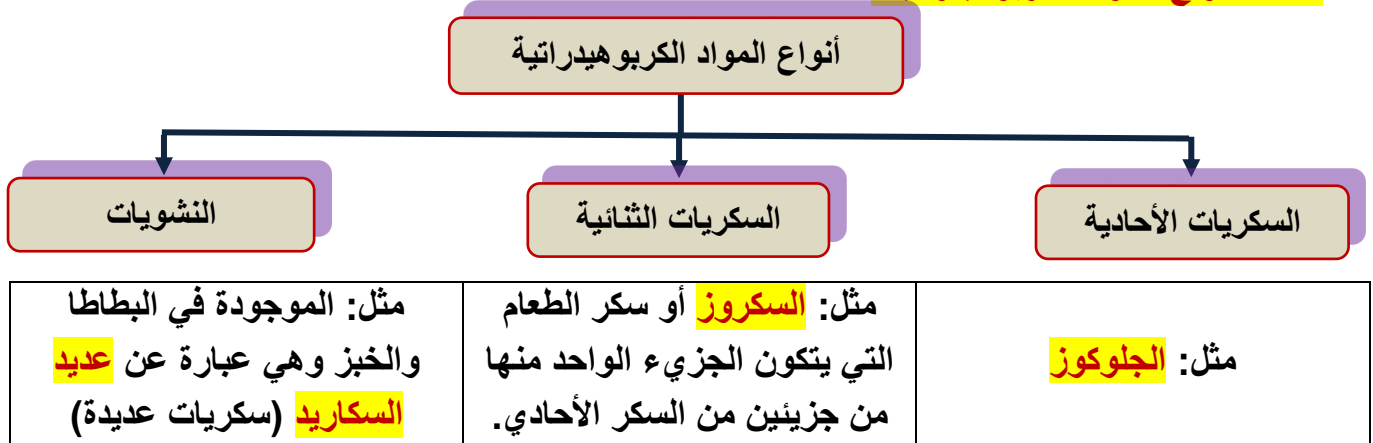 أنواع المواد الكربوهيدراتية
السكريات الأحادية
السكريات الثنائية
النشويات
مثل: الجلوكوز
مثل: السكروز أو سكر الطعام
التي يتكون الجزيء الواحد منها
من جزيئين من السكر الأحادي.
مثل: الموجودة في البطاطا
والخبز وهي عبارة عن عديد
السكاريد (سكريات عديدة)